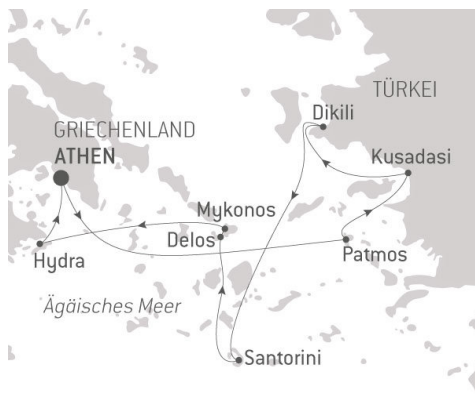 TÜRKEI
Dikili
GRIECHENLAND
ATHEN
Kusadasi
Mykonos
Delos
Hydra
Patmos
Ägäisches Meer
Santorini